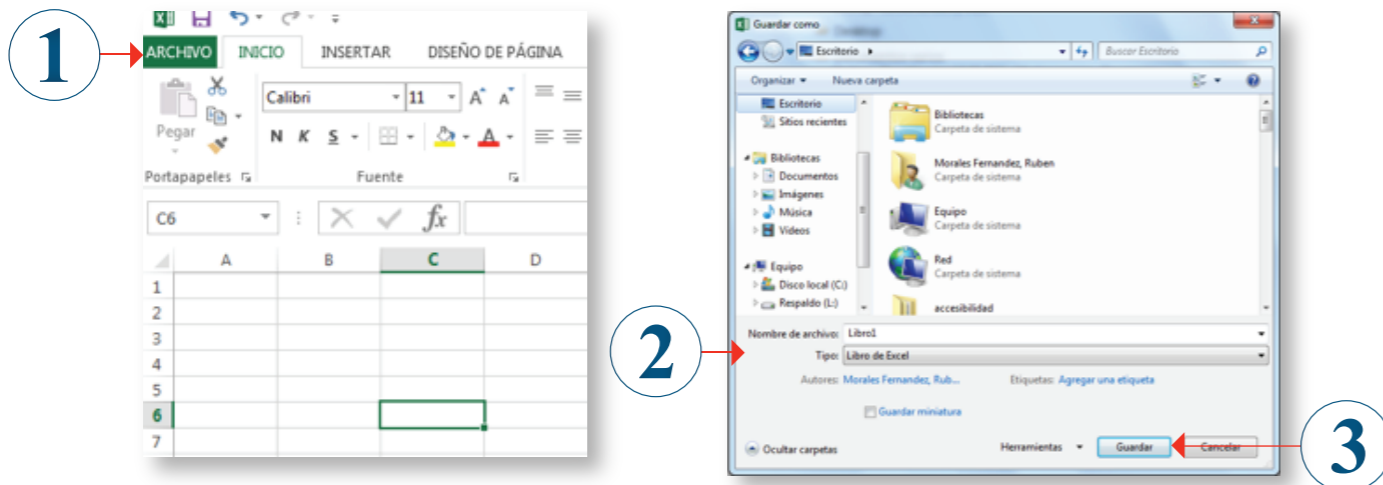 1
ARCHIVO INICIO INSERTAR DISEÑO DE PÁGINA
Calibri 11 A A
Pegar N K S A
Portapapeles Fuente
C6 fx
A B C D
1
2
3
4
5
6
7
2
Guardar como
Escritorio Buscar Escritorio
Organizar Nueva carpeta
Escritorio
Sitios recientes
Bibliotecas
Documentos
Imágenes
Música
Vídeos
Equipo
Disco local (C:)
Respaldo (L:)
Bibliotecas
Carpeta de sistema
Morales Fernandez, Ruben
Carpeta de sistema
Equipo
Carpeta de sistema
Red
Carpeta de sistema
accesibilidad
Nombre de archivo: Libro1
Tipo: Libro de Excel
Autores: Morales Fernandez, Rub... Etiquetas: Agregar una etiqueta
Guardar miniatura
Ocultar carpetas Herramientas Guardar Cancelar
3